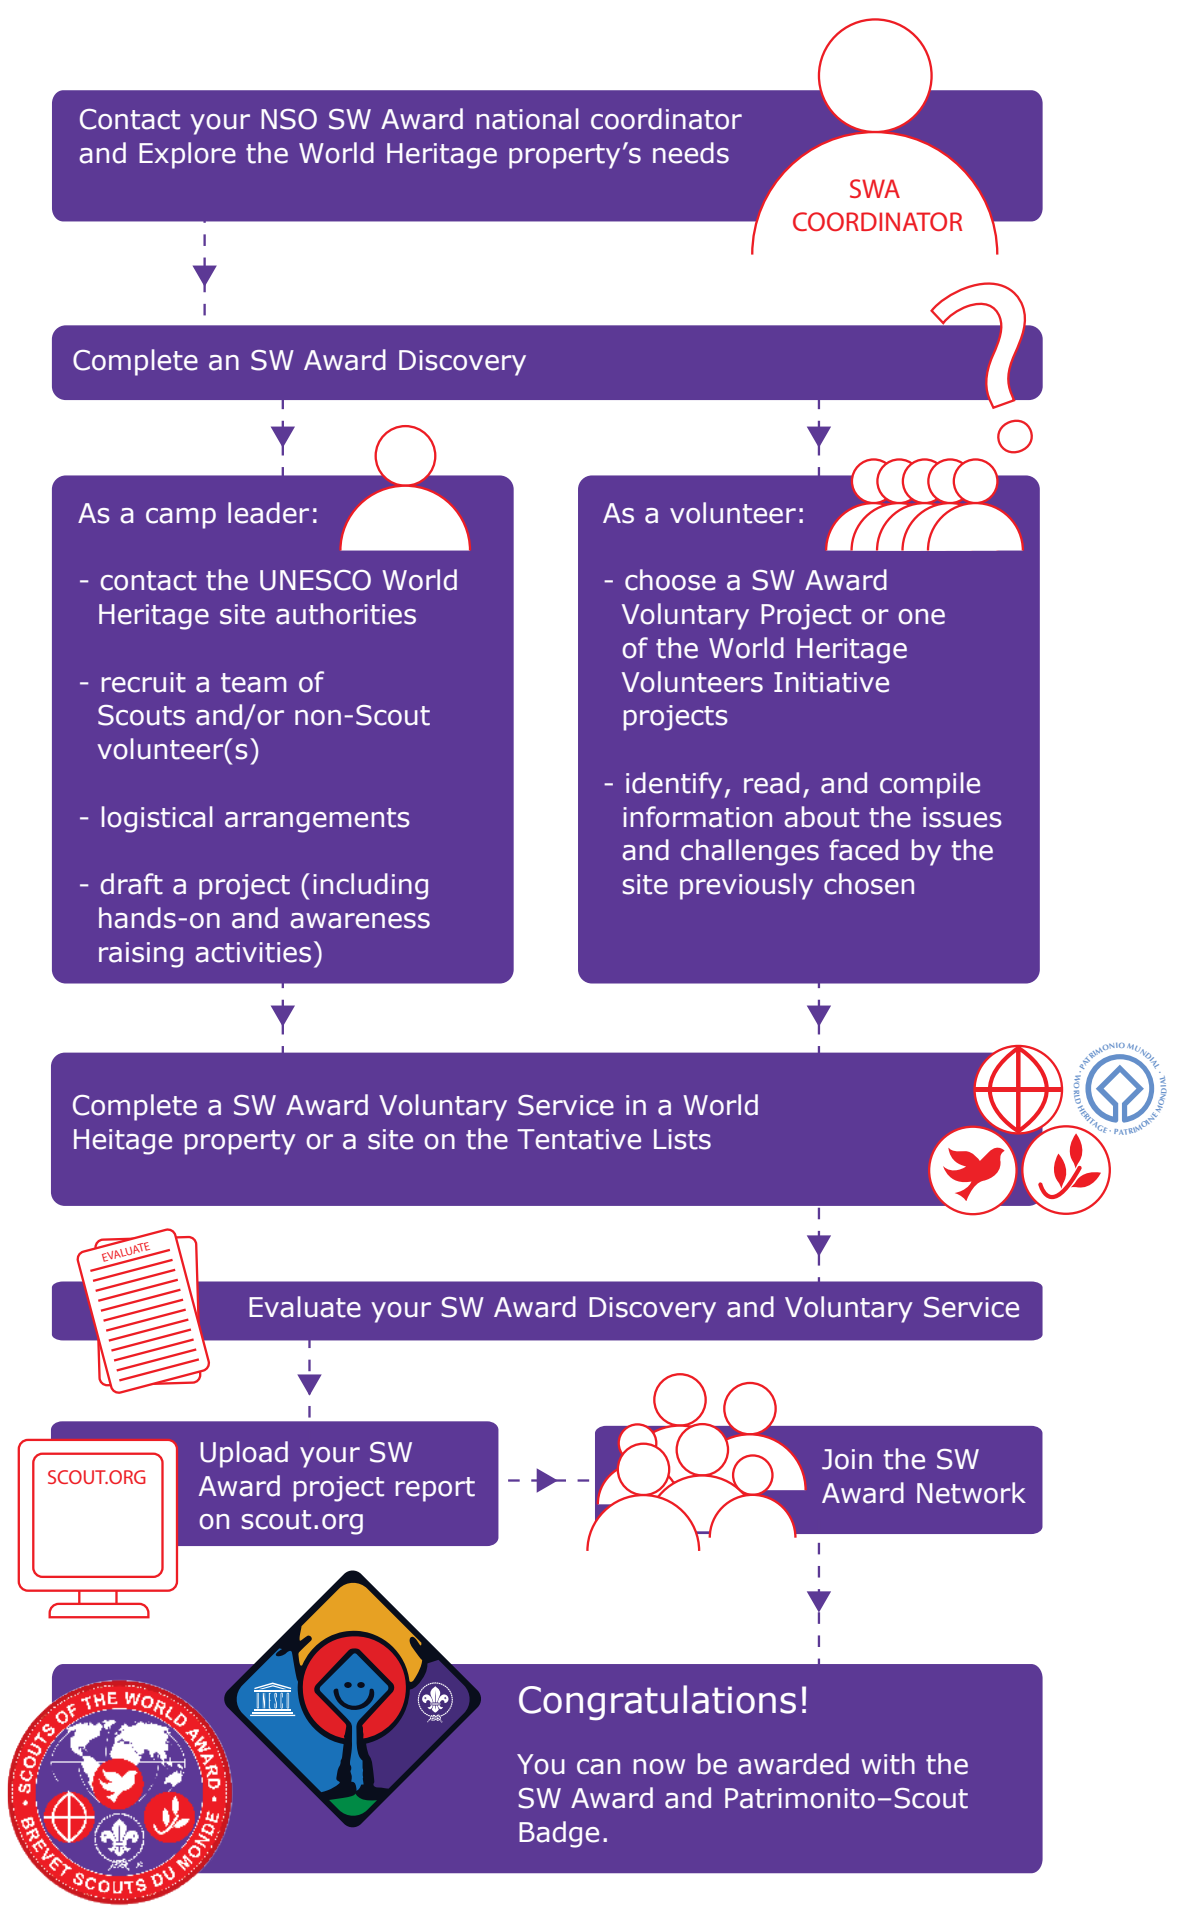 Contact your NSO SW Award national coordinator
and Explore the World Heritage property's needs
SWA
COORDINATOR
Complete an SW Award Discovery
As a camp leader:
- contact the UNESCO World
Heritage site authorities
- recruit a team of
Scouts and/or non-Scout
volunteer(s)
- logistical arrangements
- draft a project (including
hands-on and awareness
raising activities)
As a volunteer:
- choose a SW Award
Voluntary Project or one
of the World Heritage
Volunteers Initiative
projects
- identify, read, and compile
information about the issues
and challenges faced by the
site previously chosen
Complete a SW Award Voluntary Service in a World
Heitage property or a site on the Tentative Lists
WORLD HERITAGE · PATRIMOINE MONDIAL · PATRIMONIO MUNDIAL ·
EVALUATE
Evaluate your SW Award Discovery and Voluntary Service
SCOUT.ORG
Upload your SW
Award project report
on scout.org
Join the SW
Award Network
UNESCO
SCOUTS OF THE WORLD AWARD
• BREVET SCOUTS DU MONDE •
Congratulations!
You can now be awarded with the
SW Award and Patrimonito–Scout
Badge.